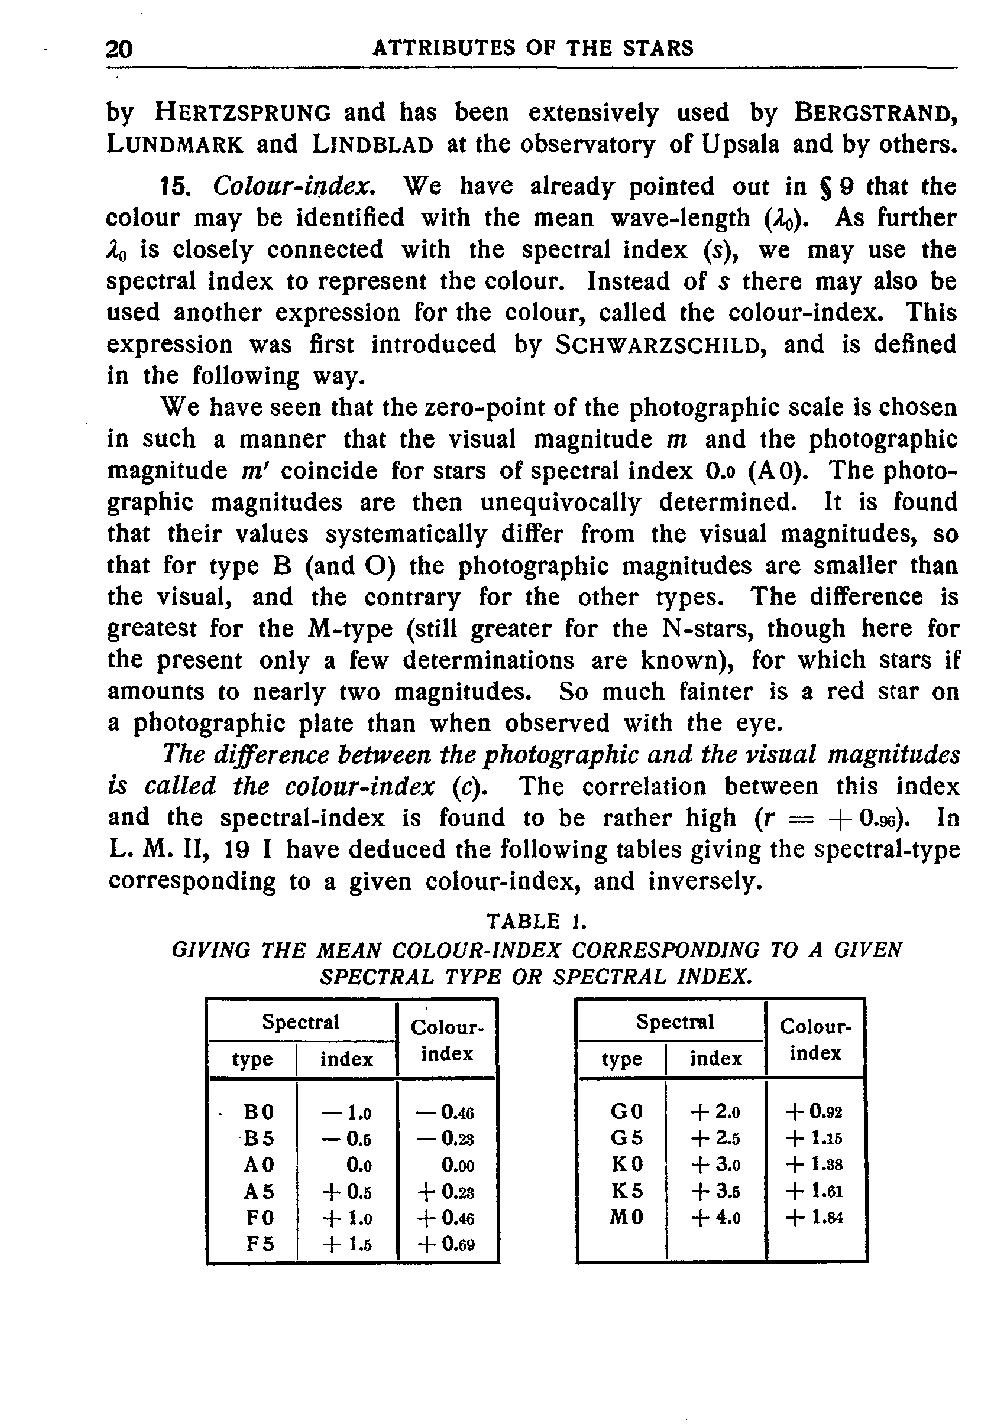 20 ATTRIBUTES OF THE STARS
by HERTZSPRUNG and has been extensively used by BERGSTRAND,
LUNDMARK and LINDBLAD at the observatory of Upsala and by others.
15. Colour-index. We have already pointed out in § 9 that the
colour may be identified with the mean wave-length (λ₀). As further
λ₀ is closely connected with the spectral index (s), we may use the
spectral index to represent the colour. Instead of s there may also be
used another expression for the colour, called the colour-index. This
expression was first introduced by SCHWARZSCHILD, and is defined
in the following way.
We have seen that the zero-point of the photographic scale is chosen
in such a manner that the visual magnitude m and the photographic
magnitude m′ coincide for stars of spectral index 0.0 (A0). The photo-
graphic magnitudes are then unequivocally determined. It is found
that their values systematically differ from the visual magnitudes, so
that for type B (and O) the photographic magnitudes are smaller than
the visual, and the contrary for the other types. The difference is
greatest for the M-type (still greater for the N-stars, though here for
the present only a few determinations are known), for which stars if
amounts to nearly two magnitudes. So much fainter is a red star on
a photographic plate than when observed with the eye.
The difference between the photographic and the visual magnitudes
is called the colour-index (c). The correlation between this index
and the spectral-index is found to be rather high (r = + 0.96). In
L. M. II, 19 I have deduced the following tables giving the spectral-type
corresponding to a given colour-index, and inversely.
TABLE 1.
GIVING THE MEAN COLOUR-INDEX CORRESPONDING TO A GIVEN
SPECTRAL TYPE OR SPECTRAL INDEX.
Spectral Colour-
type index index
B0 — 1.0 — 0.46
B5 — 0.5 — 0.23
A0 0.0 0.00
A5 + 0.5 + 0.23
F0 + 1.0 + 0.46
F5 + 1.5 + 0.69
Spectral Colour-
type index index
G0 + 2.0 + 0.92
G5 + 2.5 + 1.15
K0 + 3.0 + 1.38
K5 + 3.5 + 1.61
M0 + 4.0 + 1.84